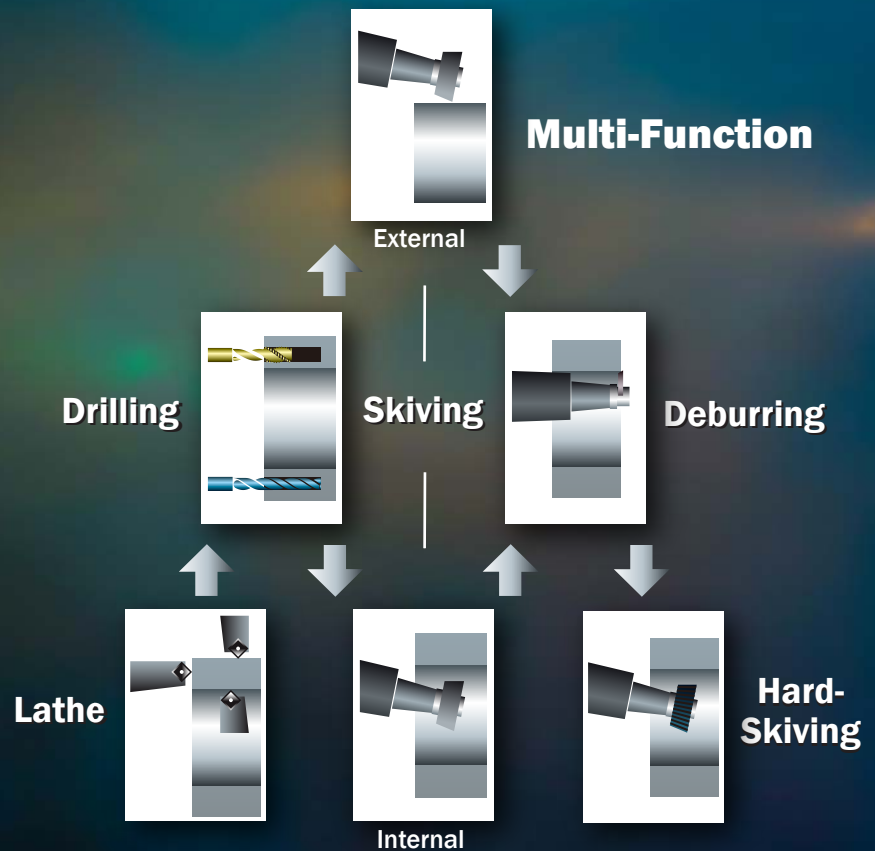 Multi-Function
External
Drilling
Skiving
Deburring
Lathe
Hard-
Skiving
Internal